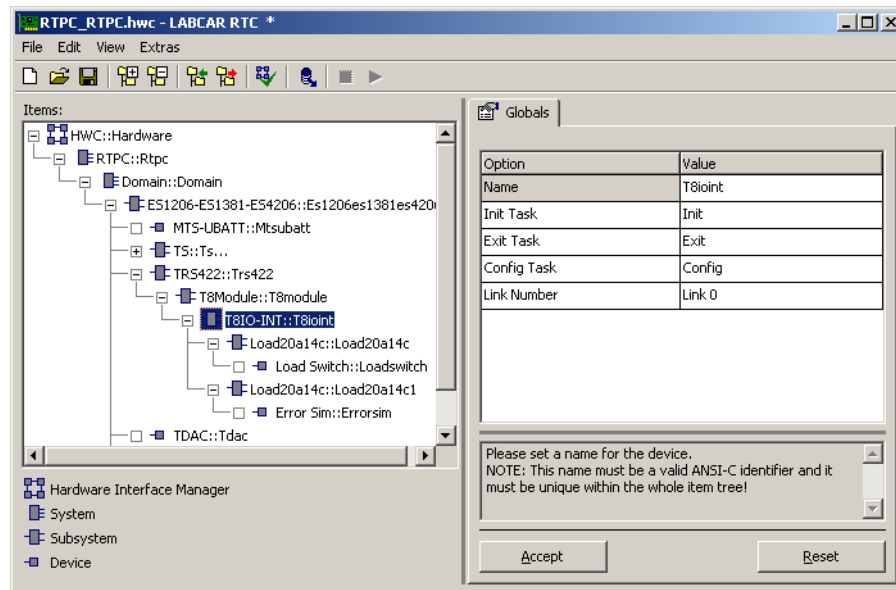 RTPC_RTPC.hwc - LABCAR RTC *
File Edit View Extras
Items:
HWC::Hardware
RTPC::Rtpc
Domain::Domain
ES1206-ES1381-ES4206::Es1206es1381es420
MTS-UBATT::Mtsubatt
TS::Ts...
TRS422::Trs422
T8Module::T8module
T8IO-INT::T8ioint
Load20a14c::Load20a14c
Load Switch::Loadswitch
Load20a14c::Load20a14c1
Error Sim::Errorsim
TDAC::Tdac
Hardware Interface Manager
System
Subsystem
Device
Globals
Option Value
Name T8ioint
Init Task Init
Exit Task Exit
Config Task Config
Link Number Link 0
Please set a name for the device.
NOTE: This name must be a valid ANSI-C identifier and it
must be unique within the whole item tree!
Accept Reset